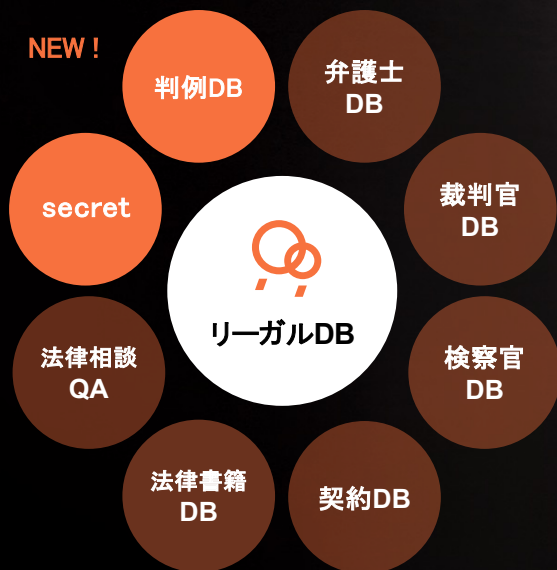 NEW！
判例DB
弁護士
DB
secret
裁判官
DB
リーガルDB
法律相談
QA
検察官
DB
法律書籍
DB
契約DB